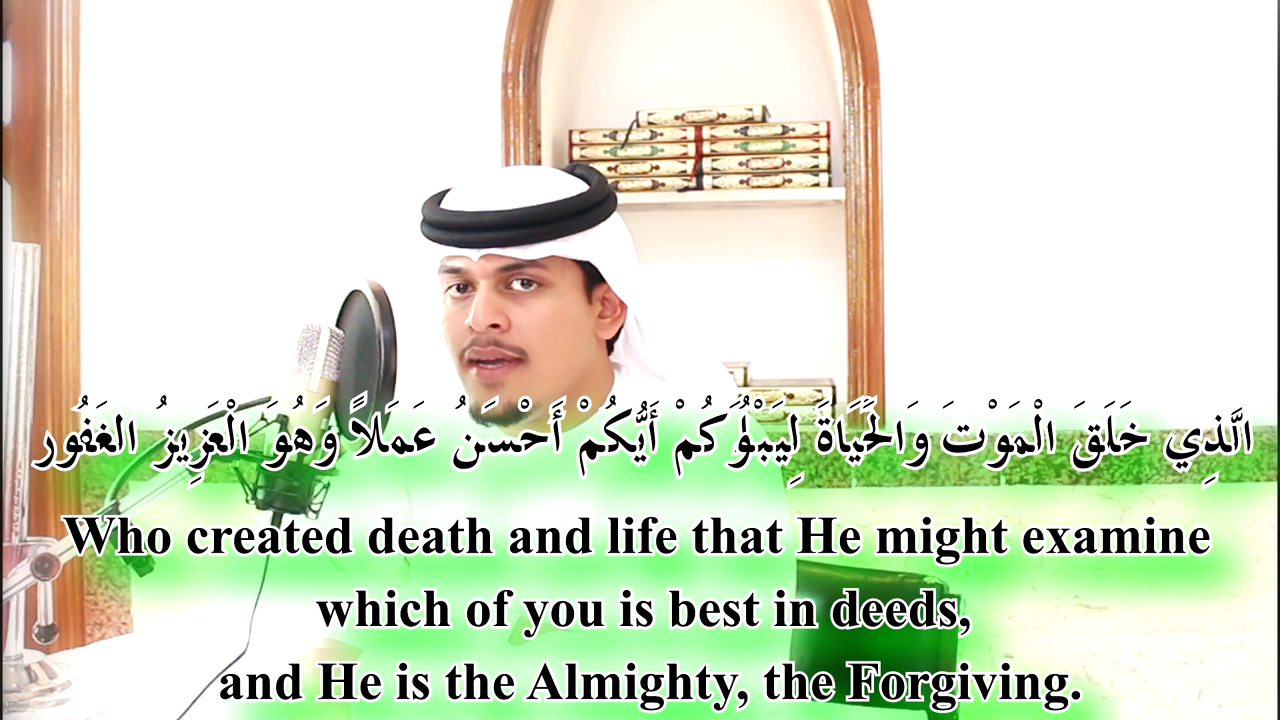 الَّذِي خَلَقَ الْمَوْتَ وَالْحَيَاةَ لِيَبْلُوَكُمْ أَيُّكُمْ أَحْسَنُ عَمَلاً وَهُوَ الْعَزِيزُ الغَفُور
Who created death and life that He might examine
which of you is best in deeds,
and He is the Almighty, the Forgiving.